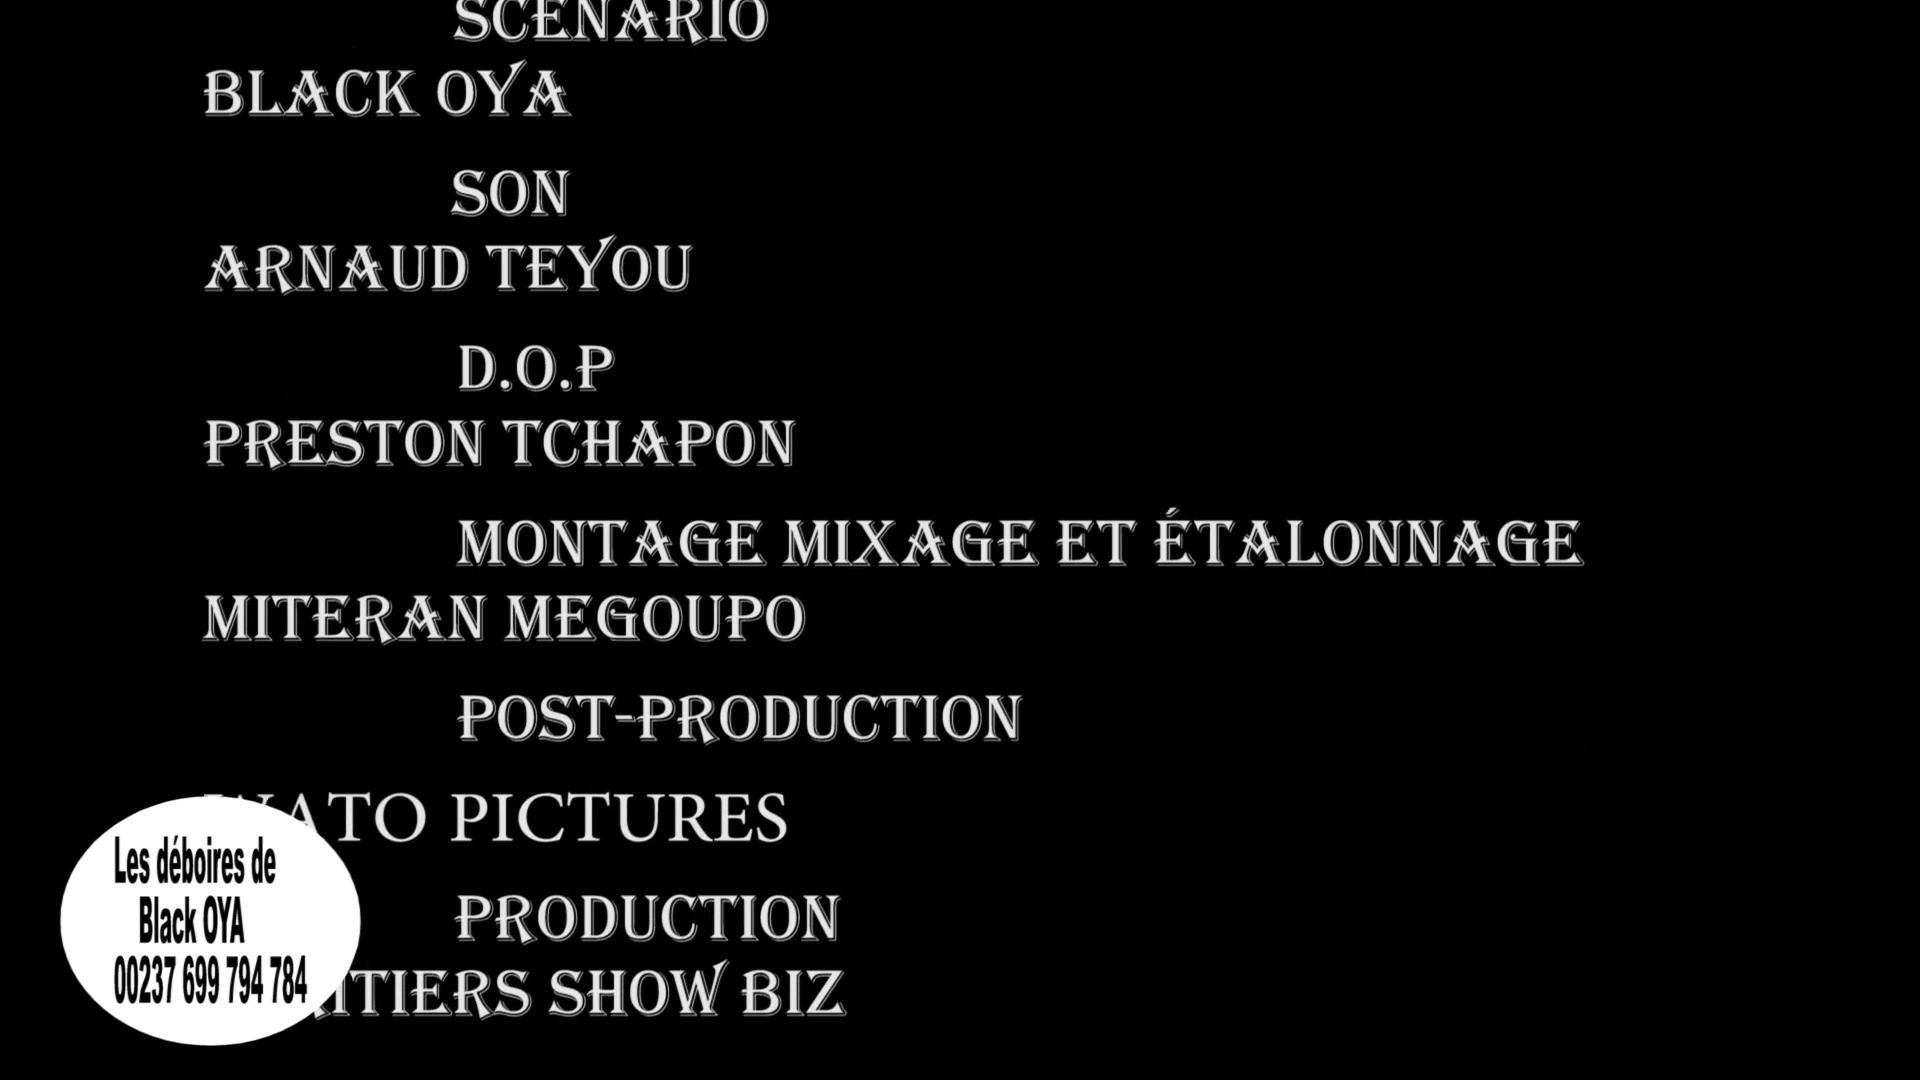 SCENARIO
BLACK OYA
SON
ARNAUD TEYOU
D.O.P
PRESTON TCHAPON
MONTAGE MIXAGE ET ÉTALONNAGE
MITERAN MEGOUPO
POST-PRODUCTION
PICTURES
PRODUCTION
SHOW BIZ
Les déboires de
Black OYA
00237 699 794 784